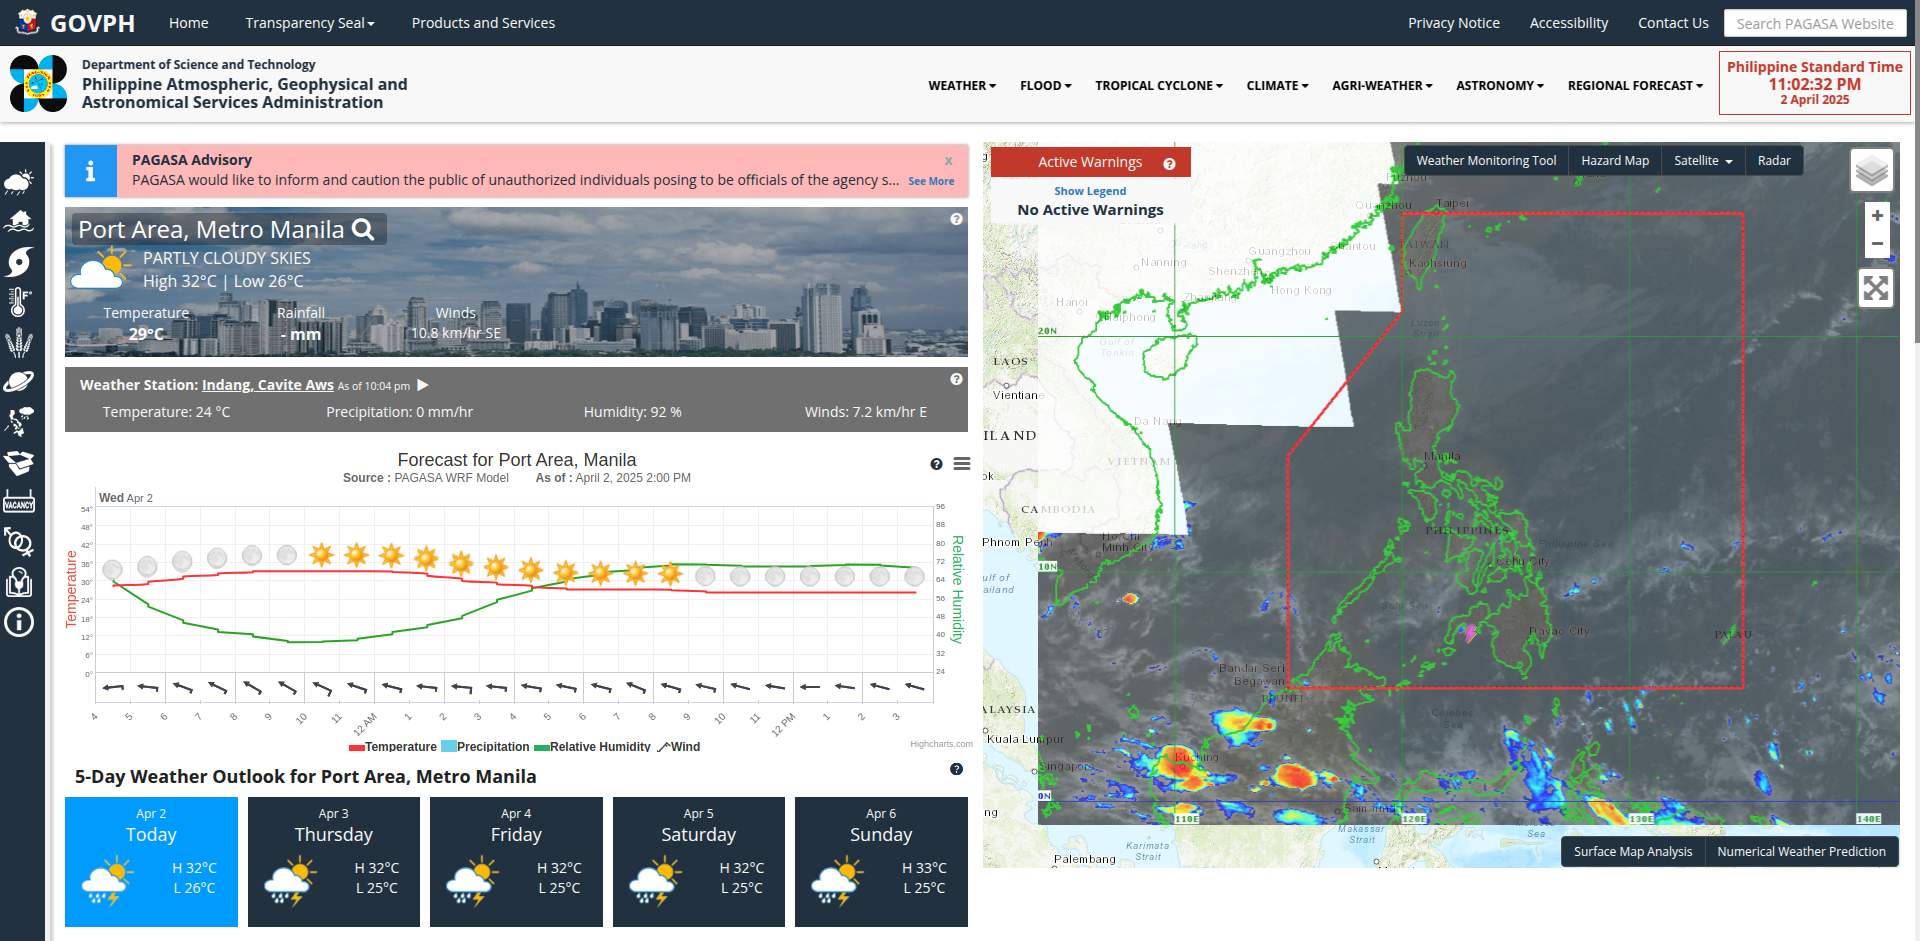 GOVPH
Home
Transparency Seal
Products and Services
Privacy Notice
Accessibility
Contact Us
Search PAGASA Website
Department of Science and Technology
Philippine Atmospheric, Geophysical and
Astronomical Services Administration
WEATHER
FLOOD
TROPICAL CYCLONE
CLIMATE
AGRI-WEATHER
ASTRONOMY
REGIONAL FORECAST
Philippine Standard Time
11:02:32 PM
2 April 2025
VACANCY
PAGASA Advisory
x
PAGASA would like to inform and caution the public of unauthorized individuals posing to be officials of the agency s...
See More
Port Area, Metro Manila
PARTLY CLOUDY SKIES
High 32°C | Low 26°C
Temperature
Rainfall
Winds
29°C
- mm
10.8 km/hr SE
Weather Station: Indang, Cavite Aws As of 10:04 pm
Temperature: 24 °C
Precipitation: 0 mm/hr
Humidity: 92 %
Winds: 7.2 km/hr E
Forecast for Port Area, Manila
Source : PAGASA WRF Model
As of : April 2, 2025 2:00 PM
Wed Apr 2
Temperature
54°
48°
42°
36°
30°
24°
18°
12°
6°
0°
96
88
80
72
64
56
48
40
32
24
Relative Humidity
4
5
6
7
8
9
10
11
12 AM
1
2
3
4
5
6
7
8
9
10
11
12 PM
1
2
3
Temperature
Precipitation
Relative Humidity
Wind
Highcharts.com
5-Day Weather Outlook for Port Area, Metro Manila
Apr 2
Today
H 32°C
L 26°C
Apr 3
Thursday
H 32°C
L 25°C
Apr 4
Friday
H 32°C
L 25°C
Apr 5
Saturday
H 32°C
L 25°C
Apr 6
Sunday
H 33°C
L 25°C
Active Warnings
Show Legend
No Active Warnings
Weather Monitoring Tool
Hazard Map
Satellite
Radar
+
−
Taipei
Quanzhou
TAIWAN
Guangzhou
Nanning
Kaohsiung
Shenzhen
Hong Kong
Hanoi
Haiphong
Luzon
Strait
20N
Gulf of
Tonkin
LAOS
Vientiane
Da Nang
ILAND
Manila
VIETNAM
ok
CAMBODIA
PHILIPPINES
Phnom Penh
Ho Chi
Minh City
Philippine Sea
Cebu City
10N
ulf of
ailand
Sulu Sea
Davao City
PALAU
Bandar Seri
Begawan
BRUNEI
ALAYSIA
Celebes
Sea
Kuala Lumpur
Kuching
Singapore
0N
ng
Samarinda
110E
120E
130E
140E
Makassar
Strait
Sea
Karimata
Strait
Palembang
Surface Map Analysis
Numerical Weather Prediction